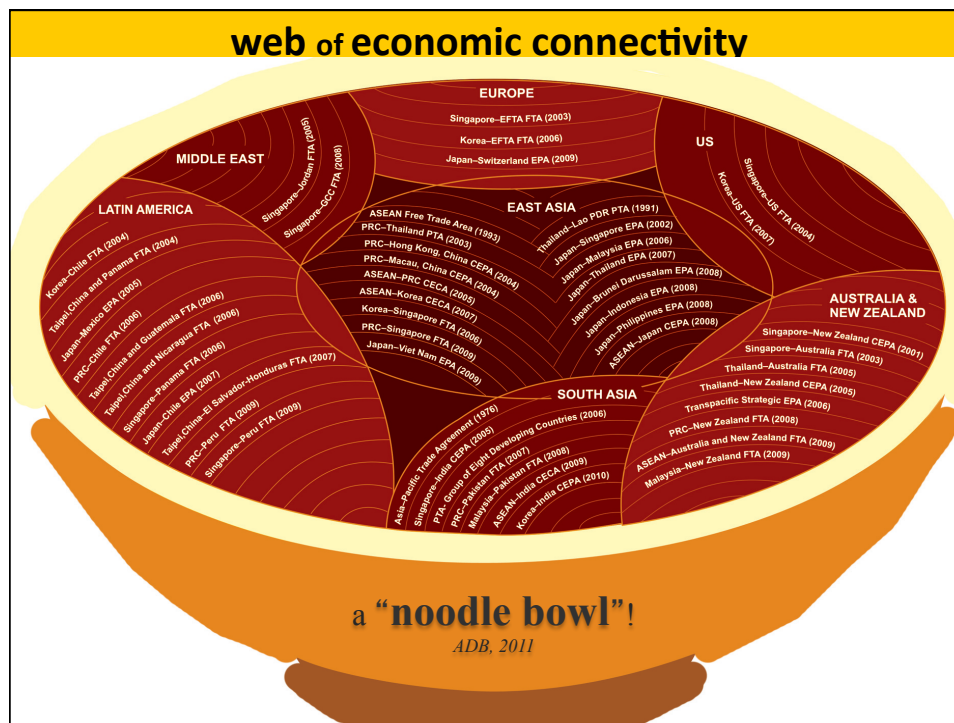 web of economic connectivity
EUROPE
Singapore–EFTA FTA (2003)
Korea–EFTA FTA (2006)
Japan–Switzerland EPA (2009)
MIDDLE EAST
Singapore–Jordan FTA (2005)
Singapore–GCC FTA (2008)
US
Singapore–US FTA (2004)
Korea–US FTA (2007)
LATIN AMERICA
Korea–Chile FTA (2004)
Taipei,China and Panama FTA (2004)
Japan–Mexico EPA (2005)
PRC–Chile FTA (2006)
Taipei,China and Guatemala FTA (2006)
Taipei,China and Nicaragua FTA (2006)
Singapore–Panama FTA (2006)
Japan–Chile EPA (2007)
Taipei,China–El Salvador-Honduras FTA (2007)
PRC–Peru FTA (2009)
Singapore–Peru FTA (2009)
EAST ASIA
ASEAN Free Trade Area (1993)
PRC–Thailand PTA (2003)
PRC–Hong Kong, China CEPA (2004)
PRC–Macau, China CEPA (2004)
ASEAN–PRC CECA (2005)
ASEAN–Korea CECA (2007)
Korea–Singapore FTA (2006)
PRC–Singapore FTA (2009)
Japan–Viet Nam EPA (2009)
Thailand–Lao PDR PTA (1991)
Japan–Singapore EPA (2002)
Japan–Malaysia EPA (2006)
Japan–Thailand EPA (2007)
Japan–Brunei Darussalam EPA (2008)
Japan–Indonesia EPA (2008)
Japan–Philippines EPA (2008)
ASEAN–Japan CEPA (2008)
AUSTRALIA &
NEW ZEALAND
Singapore–New Zealand CEPA (2001)
Singapore–Australia FTA (2003)
Thailand–Australia FTA (2005)
Thailand–New Zealand CEPA (2005)
Transpacific Strategic EPA (2006)
PRC–New Zealand FTA (2008)
ASEAN–Australia and New Zealand FTA (2009)
Malaysia–New Zealand FTA (2009)
SOUTH ASIA
Asia–Pacific Trade Agreement (1976)
Singapore–India CEPA (2005)
PTA- Group of Eight Developing Countries (2006)
PRC–Pakistan FTA (2007)
Malaysia–Pakistan FTA (2008)
ASEAN–India CECA (2009)
Korea–India CEPA (2010)
a “noodle bowl”!
ADB, 2011